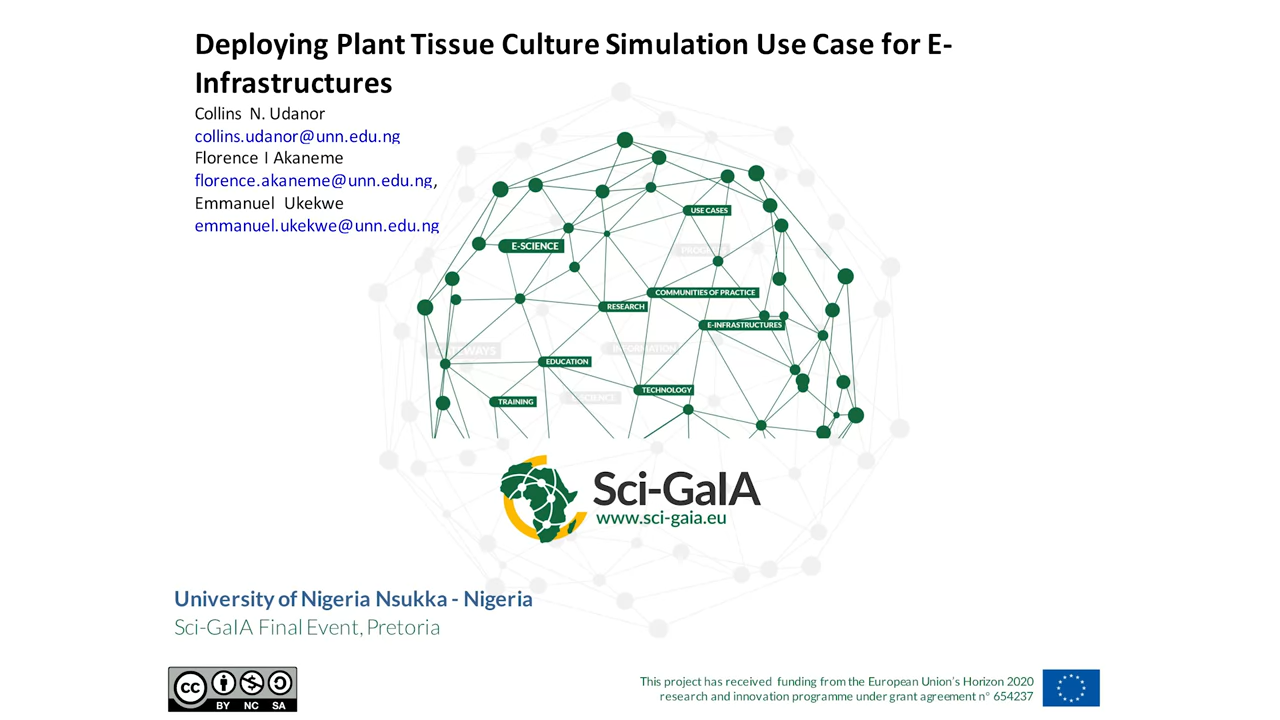 Deploying Plant Tissue Culture Simulation Use Case for E-
Infrastructures
Collins N. Udanor
collins.udanor@unn.edu.ng
Florence I Akaneme
florence.akaneme@unn.edu.ng,
Emmanuel Ukekwe
emmanuel.ukekwe@unn.edu.ng
USE CASES
E-SCIENCE
COMMUNITIES OF PRACTICE
RESEARCH
E-INFRASTRUCTURES
INFORMATION
EDUCATION
TECHNOLOGY
SCIENCE
TRAINING
Sci-GaIA
www.sci-gaia.eu
University of Nigeria Nsukka - Nigeria
Sci-GaIA Final Event, Pretoria
CC BY NC SA
This project has received funding from the European Union's Horizon 2020
research and innovation programme under grant agreement n° 654237